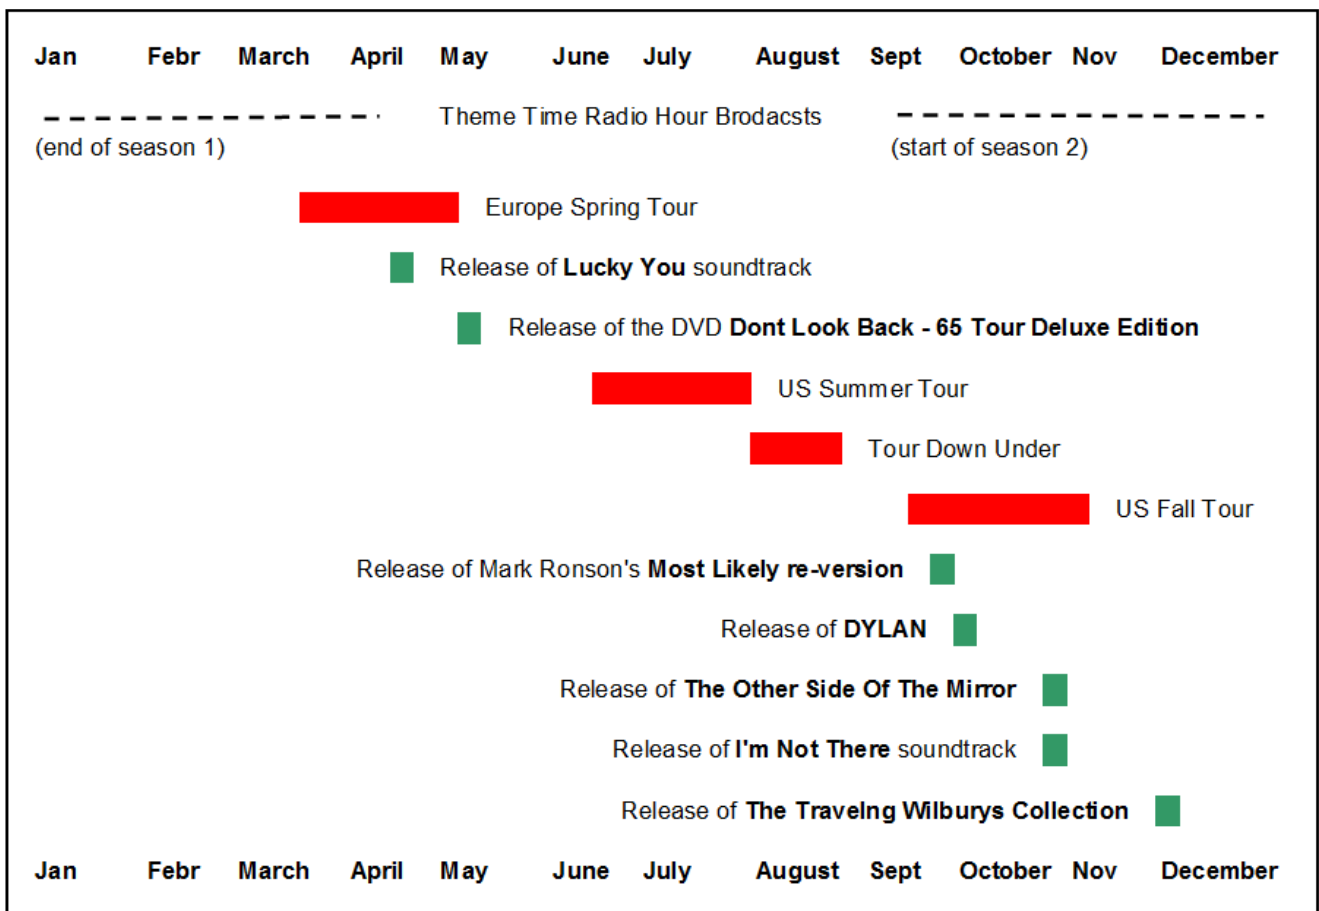 Jan Febr March April May June July August Sept October Nov December
Theme Time Radio Hour Brodacsts
(end of season 1) (start of season 2)
Europe Spring Tour
Release of Lucky You soundtrack
Release of the DVD Dont Look Back - 65 Tour Deluxe Edition
US Summer Tour
Tour Down Under
US Fall Tour
Release of Mark Ronson's Most Likely re-version
Release of DYLAN
Release of The Other Side Of The Mirror
Release of I'm Not There soundtrack
Release of The Travelng Wilburys Collection
Jan Febr March April May June July August Sept October Nov December